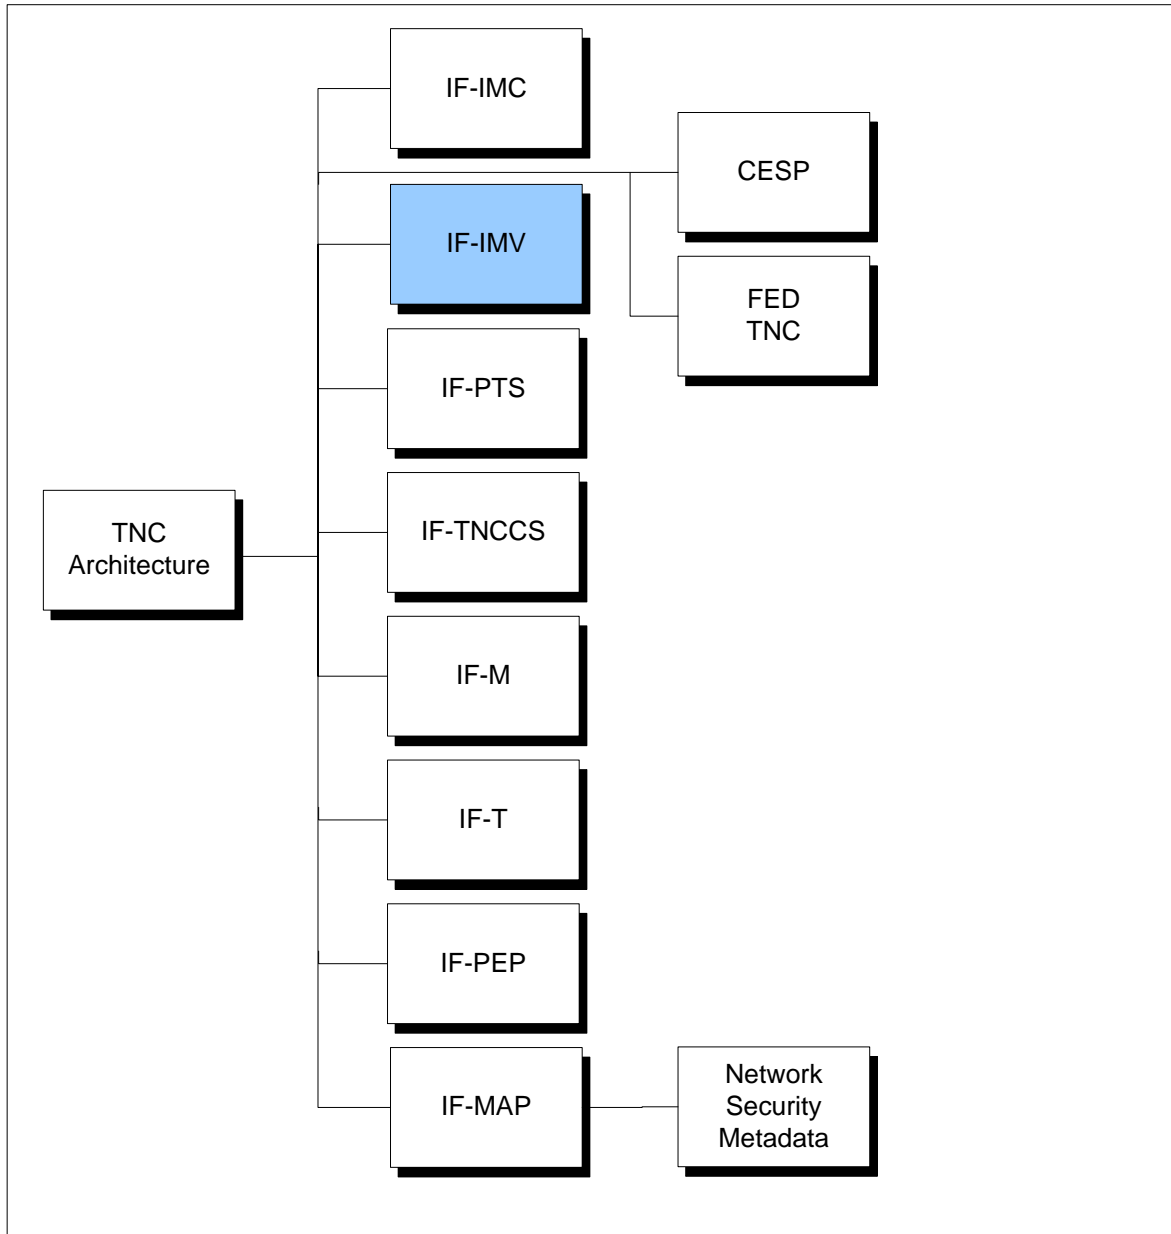 IF-IMC
CESP
IF-IMV
FED
TNC
IF-PTS
IF-TNCCS
TNC
Architecture
IF-M
IF-T
IF-PEP
IF-MAP
Network
Security
Metadata